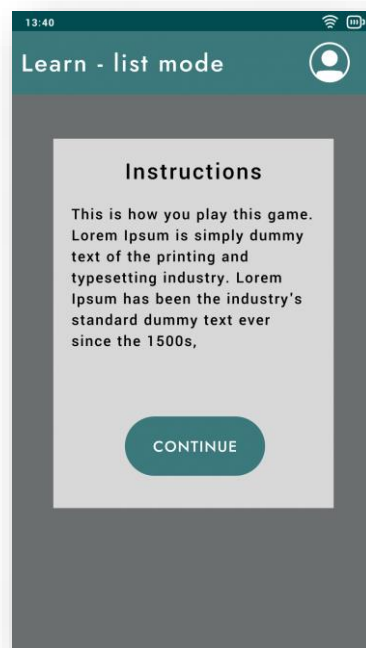 13:40
Learn - list mode
Instructions
This is how you play this game.
Lorem Ipsum is simply dummy
text of the printing and
typesetting industry. Lorem
Ipsum has been the industry's
standard dummy text ever
since the 1500s,
CONTINUE